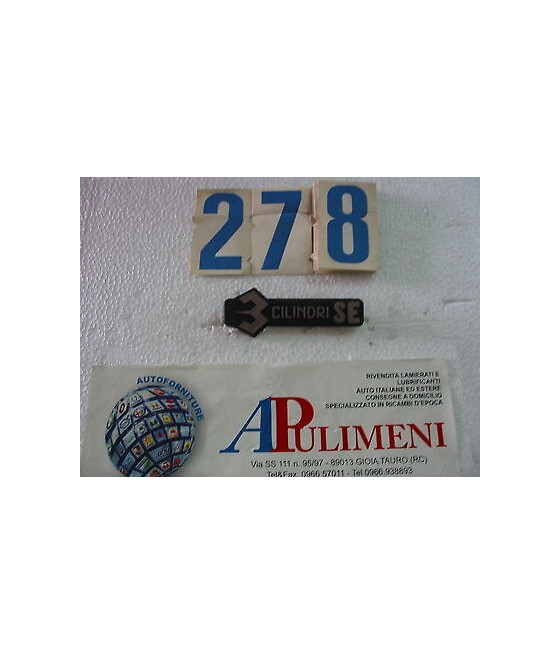 278
3 CILINDRI SE
AUTOFORNITURE
RIVENDITA LAMIERATI E
LUBRIFICANTI
AUTO ITALIANE ED ESTERE
CONSEGNE A DOMICILIO
SPECIALIZZATO IN RICAMBI D'EPOCA
APULIMENI
Via SS 111 n. 95/97 - 89013 GIOIA TAURO (RC)
Tel&Fax. 0966.57011 - Tel 0966.938893